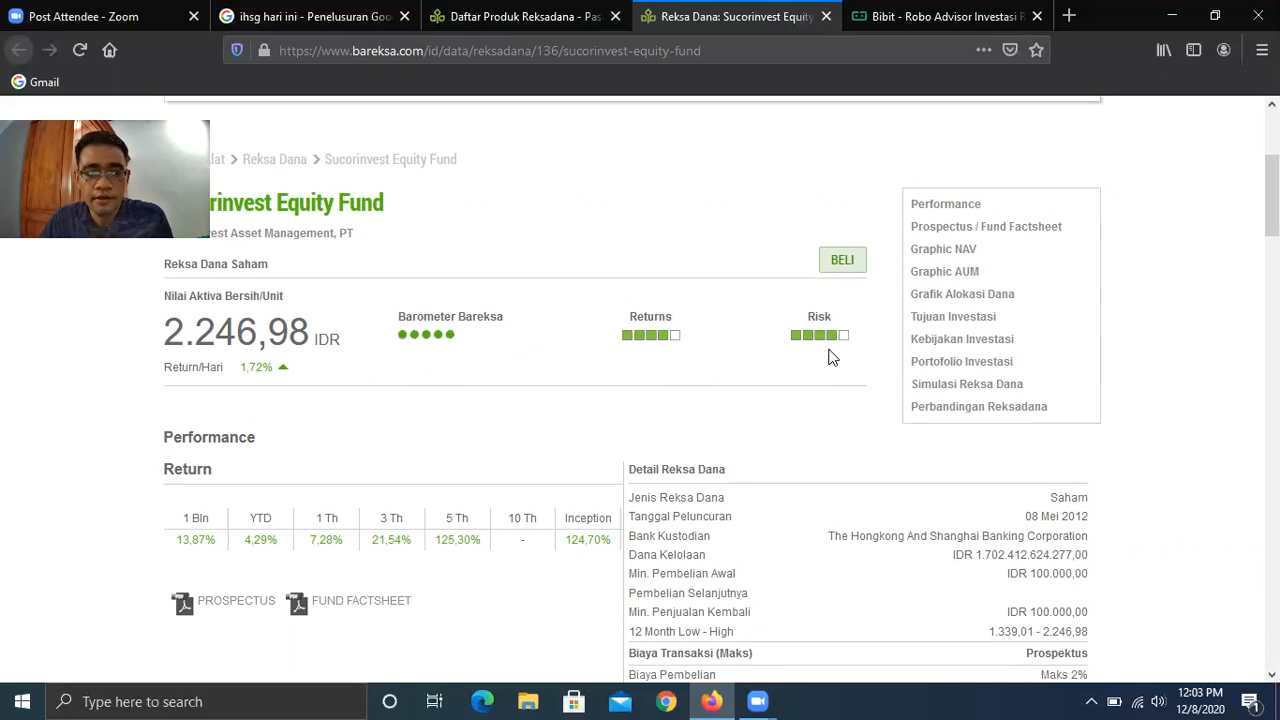 Post Attendee - Zoom
ihsg hari ini - Penelusuran Goo
Daftar Produk Reksadana - Pas
Reksa Dana: Sucorinvest Equity
Bibit - Robo Advisor Investasi R
https://www.bareksa.com/id/data/reksadana/136/sucorinvest-equity-fund
Gmail
lat > Reksa Dana > Sucorinvest Equity Fund
rinvest Equity Fund
vest Asset Management, PT
Reksa Dana Saham
BELI
Nilai Aktiva Bersih/Unit
2.246,98 IDR
Return/Hari 1,72%
Barometer Bareksa
Returns
Risk
Performance
Prospectus / Fund Factsheet
Graphic NAV
Graphic AUM
Grafik Alokasi Dana
Tujuan Investasi
Kebijakan Investasi
Portofolio Investasi
Simulasi Reksa Dana
Perbandingan Reksadana
Performance
Return
1 Bln YTD 1 Th 3 Th 5 Th 10 Th Inception
13,87% 4,29% 7,28% 21,54% 125,30% - 124,70%
PROSPECTUS
FUND FACTSHEET
Detail Reksa Dana
Jenis Reksa Dana Saham
Tanggal Peluncuran 08 Mei 2012
Bank Kustodian The Hongkong And Shanghai Banking Corporation
Dana Kelolaan IDR 1.702.412.624.277,00
Min. Pembelian Awal IDR 100.000,00
Pembelian Selanjutnya
Min. Penjualan Kembali IDR 100.000,00
12 Month Low - High 1.339,01 - 2.246,98
Biaya Transaksi (Maks) Prospektus
Biaya Pembelian Maks 2%
Type here to search
12:03 PM
12/8/2020
1